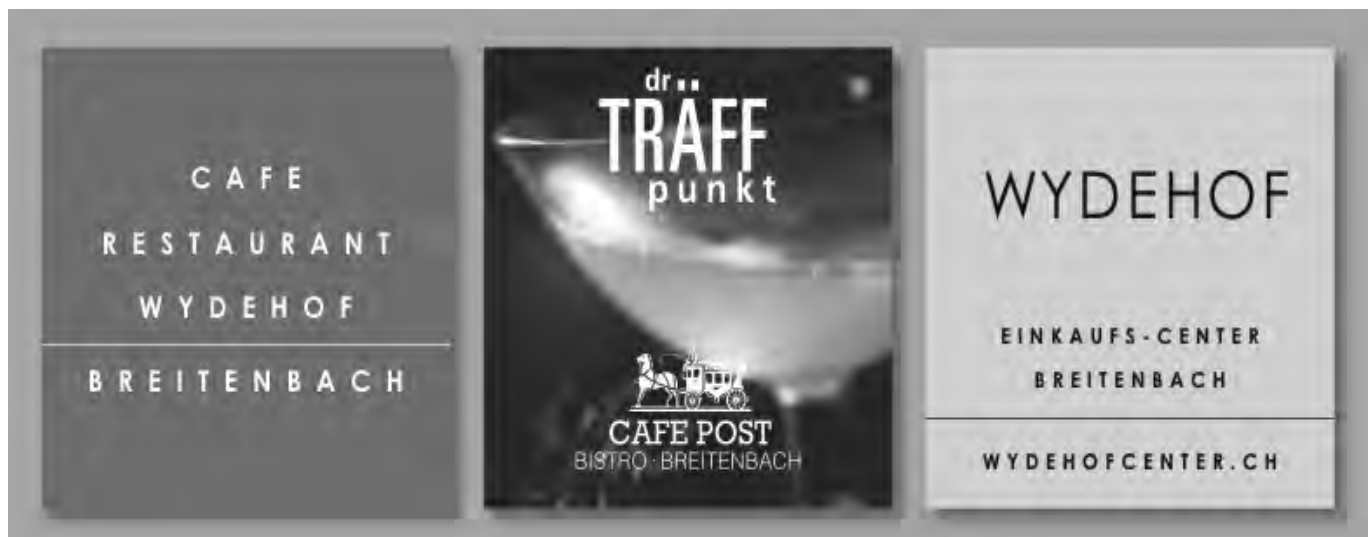 CAFE
RESTAURANT
WYDEHOF
BREITENBACH
dr
TRÄFF
punkt
CAFE POST
BISTRO · BREITENBACH
WYDEHOF
EINKAUFS-CENTER
BREITENBACH
WYDEHOFCENTER.CH